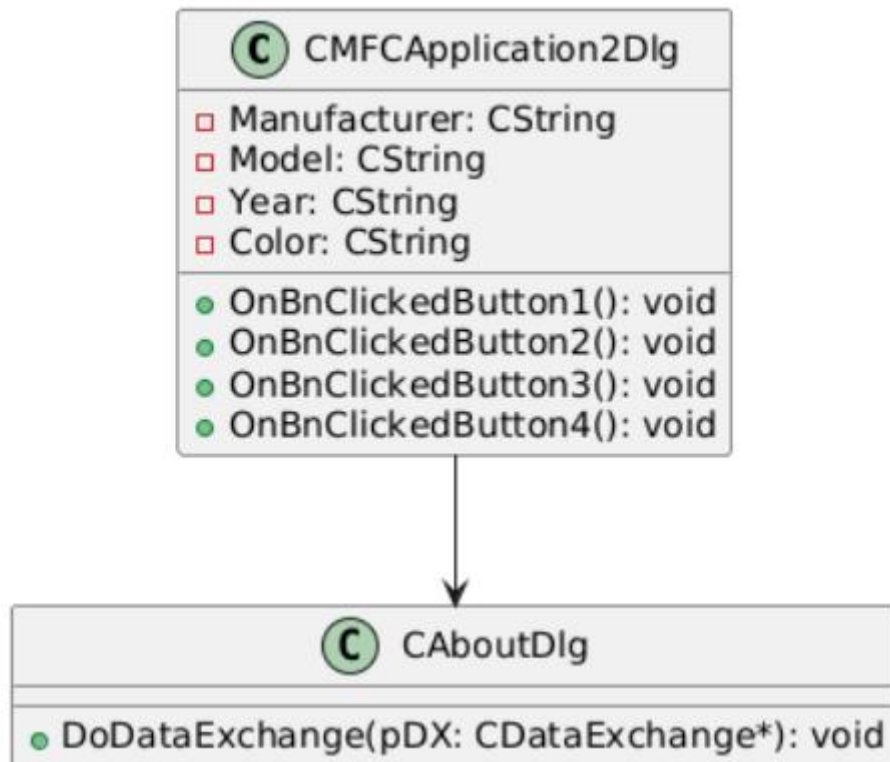 C CMFCApplication2Dlg
Manufacturer: CString
Model: CString
Year: CString
Color: CString
OnBnClickedButton1(): void
OnBnClickedButton2(): void
OnBnClickedButton3(): void
OnBnClickedButton4(): void
C CAboutDlg
DoDataExchange(pDX: CDataExchange*): void